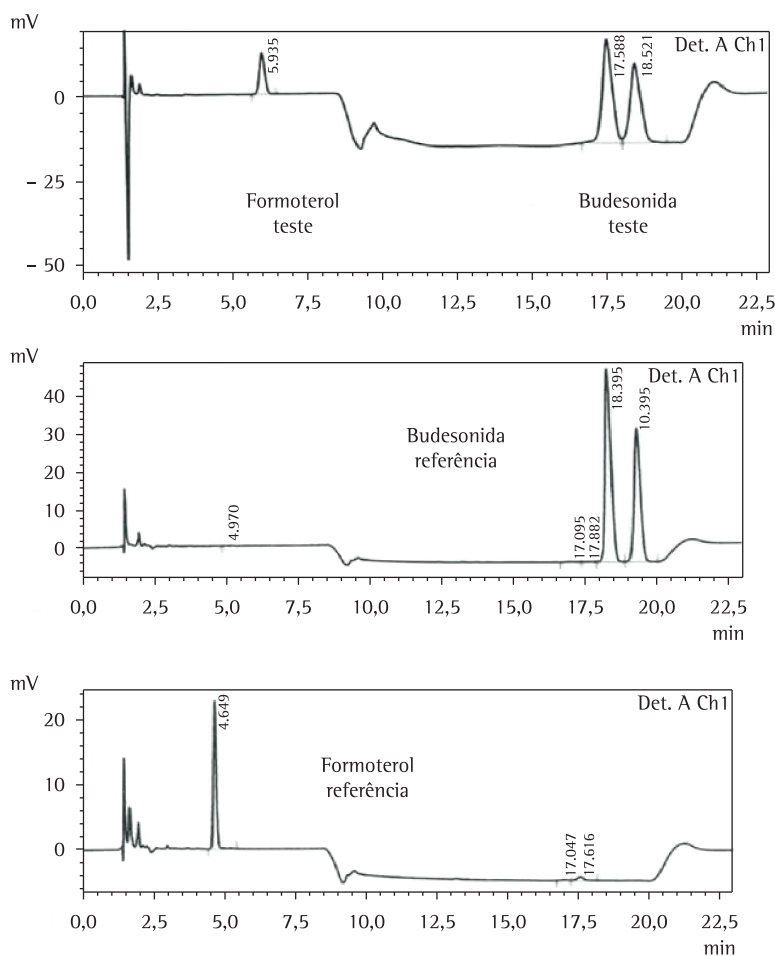 mV
Det. A Ch1
5.935
17.588
18.521
0
– 25
– 50
Formoterol
teste
Budesonida
teste
0,0 2,5 5,0 7,5 10,0 12,5 15,0 17,5 20,0 22,5
min
mV
Det. A Ch1
40
30
20
10
0
4.970
Budesonida
referência
17.095
17.882
18.395
10.395
0,0 2,5 5,0 7,5 10,0 12,5 15,0 17,5 20,0 22,5
min
mV
Det. A Ch1
20
10
0
4.649
Formoterol
referência
17.047
17.616
0,0 2,5 5,0 7,5 10,0 12,5 15,0 17,5 20,0 22,5
min